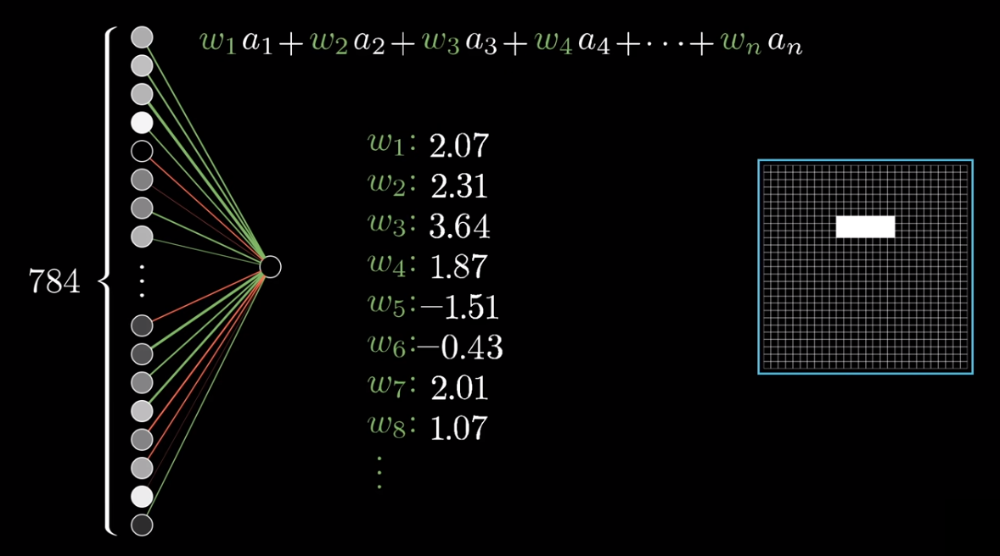 w₁a₁+w₂a₂+w₃a₃+w₄a₄+⋯+wₙaₙ
w₁: 2.07
w₂: 2.31
w₃: 3.64
w₄: 1.87
784
w₅:−1.51
w₆:−0.43
w₇: 2.01
w₈: 1.07
⋮